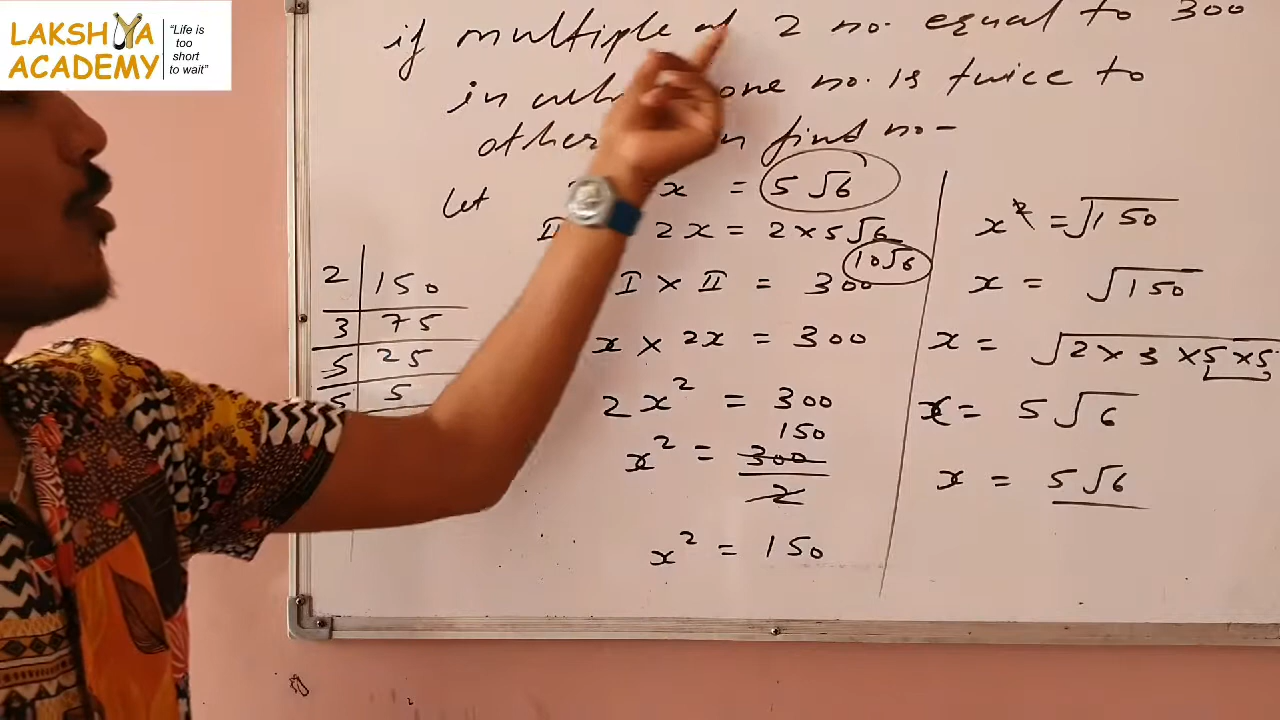 LAKSHYA
ACADEMY
"Life is
too
short
to wait"
if multiple of 2 no. equal to 300
in one no. is twice to
other find no-
Let x = 5√6
II 2x = 2×5√6
10√6
I × II = 300
x × 2x = 300
2x² = 300
150
x² = 300
2
x² = 150
2 | 150
3 | 75
5 | 25
5 | 5
x² = √150
x = √150
x = √2×3×5×5
x = 5√6
x = 5√6